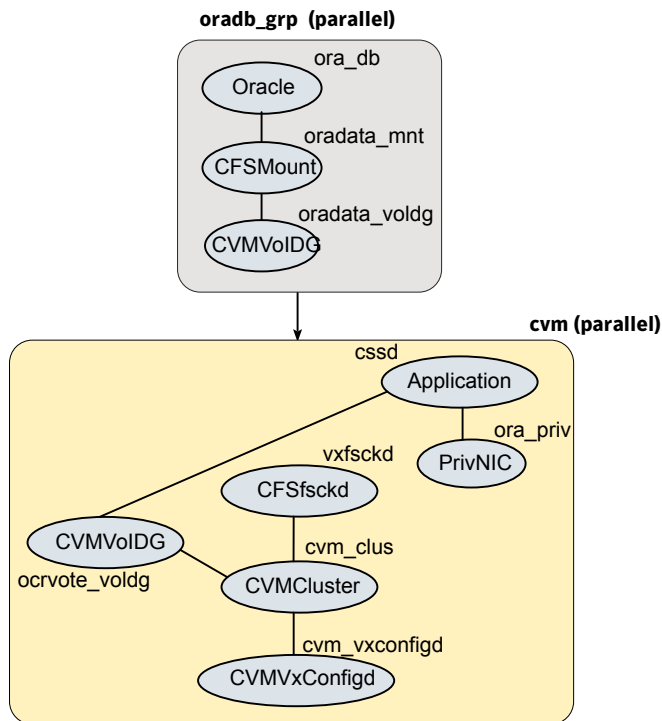 oradb_grp (parallel)
ora_db
Oracle
oradata_mnt
CFSMount
oradata_voldg
CVMVolDG
cvm (parallel)
cssd
Application
ora_priv
PrivNIC
vxfsckd
CFSfsckd
CVMVolDG
ocrvote_voldg
cvm_clus
CVMCluster
cvm_vxconfigd
CVMVxConfigd